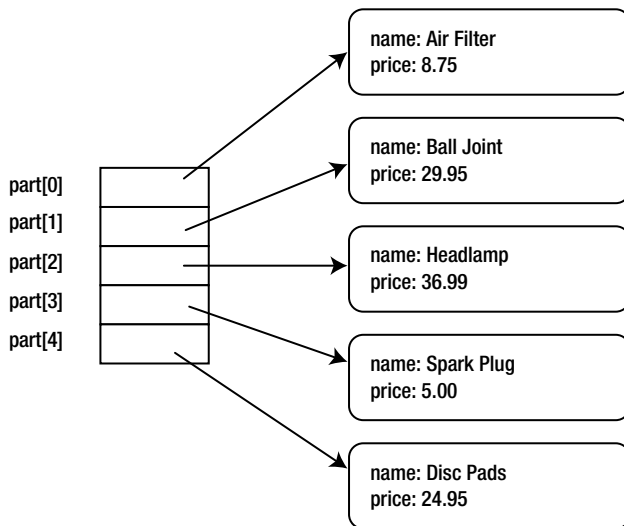 name: Air Filter
price: 8.75
name: Ball Joint
price: 29.95
part[0]
part[1]
part[2]
part[3]
part[4]
name: Headlamp
price: 36.99
name: Spark Plug
price: 5.00
name: Disc Pads
price: 24.95